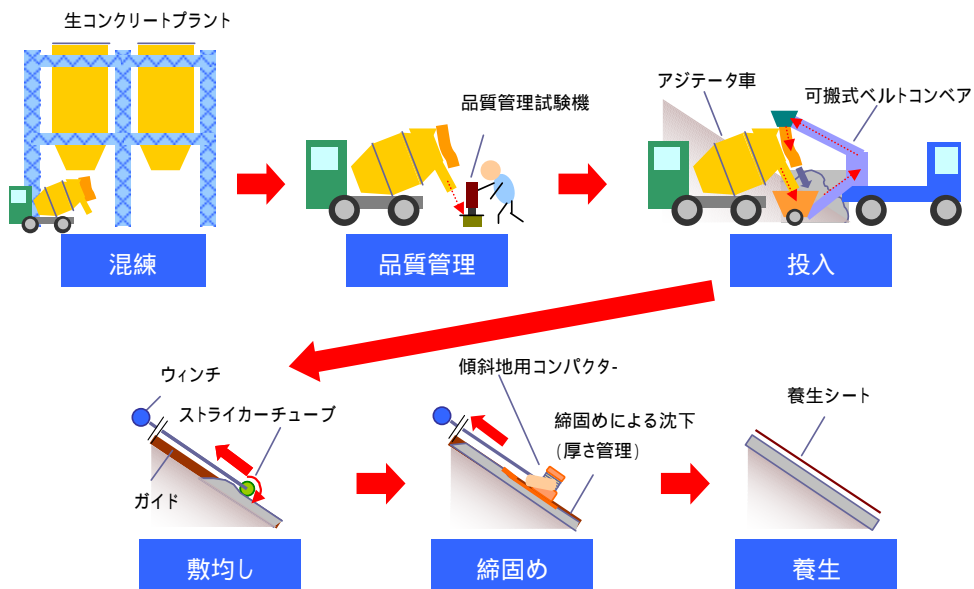 生コンクリートプラント
混練
品質管理試験機
品質管理
アジテータ車
可搬式ベルトコンベア
投入
ウィンチ
ストライカーチューブ
ガイド
敷均し
傾斜地用コンパクタ-
締固めによる沈下
(厚さ管理)
締固め
養生シート
養生